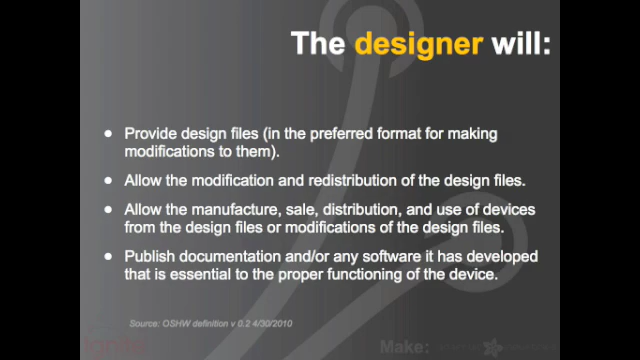 The designer will:
● Provide design files (in the preferred format for making
modifications to them).
● Allow the modification and redistribution of the design files.
● Allow the manufacture, sale, distribution, and use of devices
from the design files or modifications of the design files.
● Publish documentation and/or any software it has developed
that is essential to the proper functioning of the device.
Source: OSHW definition v 0.2 4/30/2010
Make: